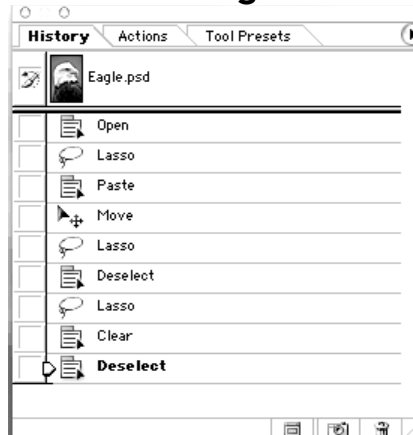 History Actions Tool Presets
Eagle.psd
Open
Lasso
Paste
Move
Lasso
Deselect
Lasso
Clear
Deselect